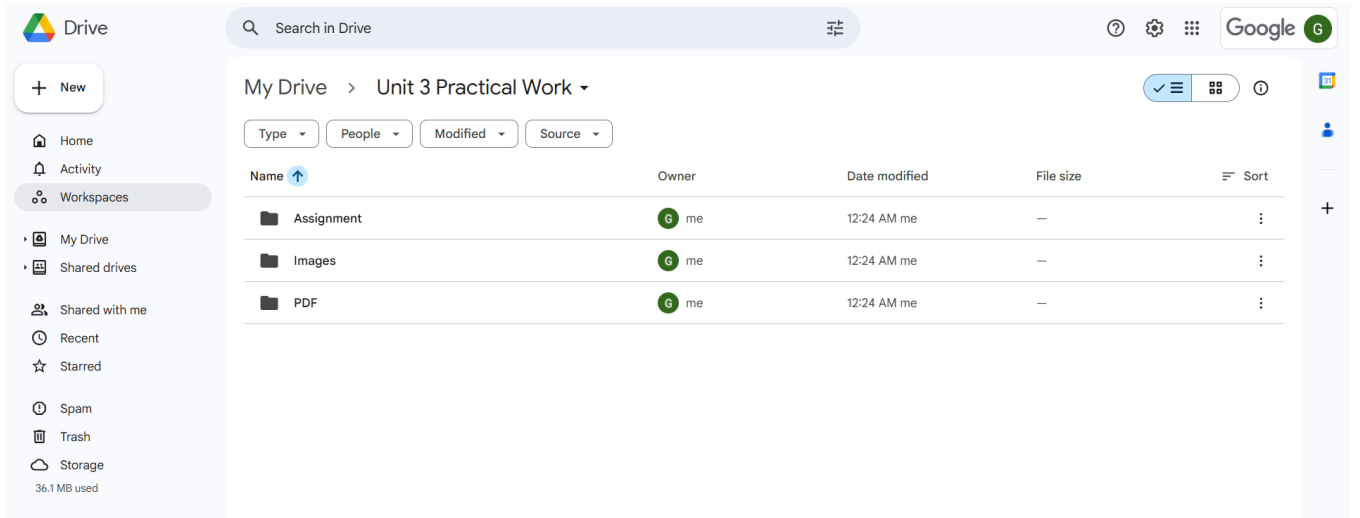 Drive
Search in Drive
Google G
New
Home
Activity
Workspaces
My Drive
Shared drives
Shared with me
Recent
Starred
Spam
Trash
Storage
36.1 MB used
My Drive > Unit 3 Practical Work
Type People Modified Source
Name Owner Date modified File size Sort
Assignment G me 12:24 AM me —
Images G me 12:24 AM me —
PDF G me 12:24 AM me —
31